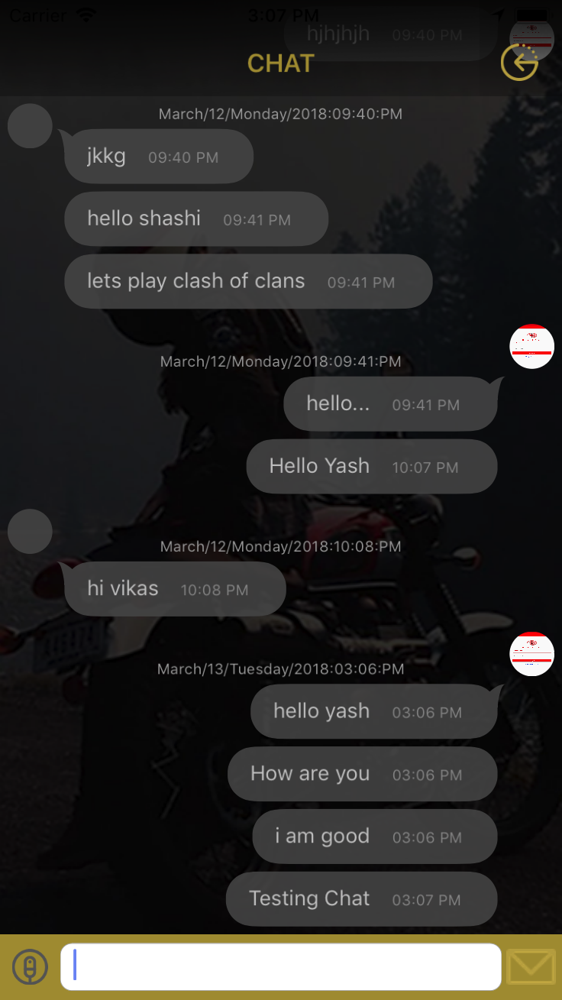 Carrier 3:07 PM
hjhjhjh 09:40 PM
CHAT
March/12/Monday/2018:09:40:PM
jkkg 09:40 PM
hello shashi 09:41 PM
lets play clash of clans 09:41 PM
March/12/Monday/2018:09:41:PM
hello... 09:41 PM
Hello Yash 10:07 PM
March/12/Monday/2018:10:08:PM
hi vikas 10:08 PM
March/13/Tuesday/2018:03:06:PM
hello yash 03:06 PM
How are you 03:06 PM
i am good 03:06 PM
Testing Chat 03:07 PM